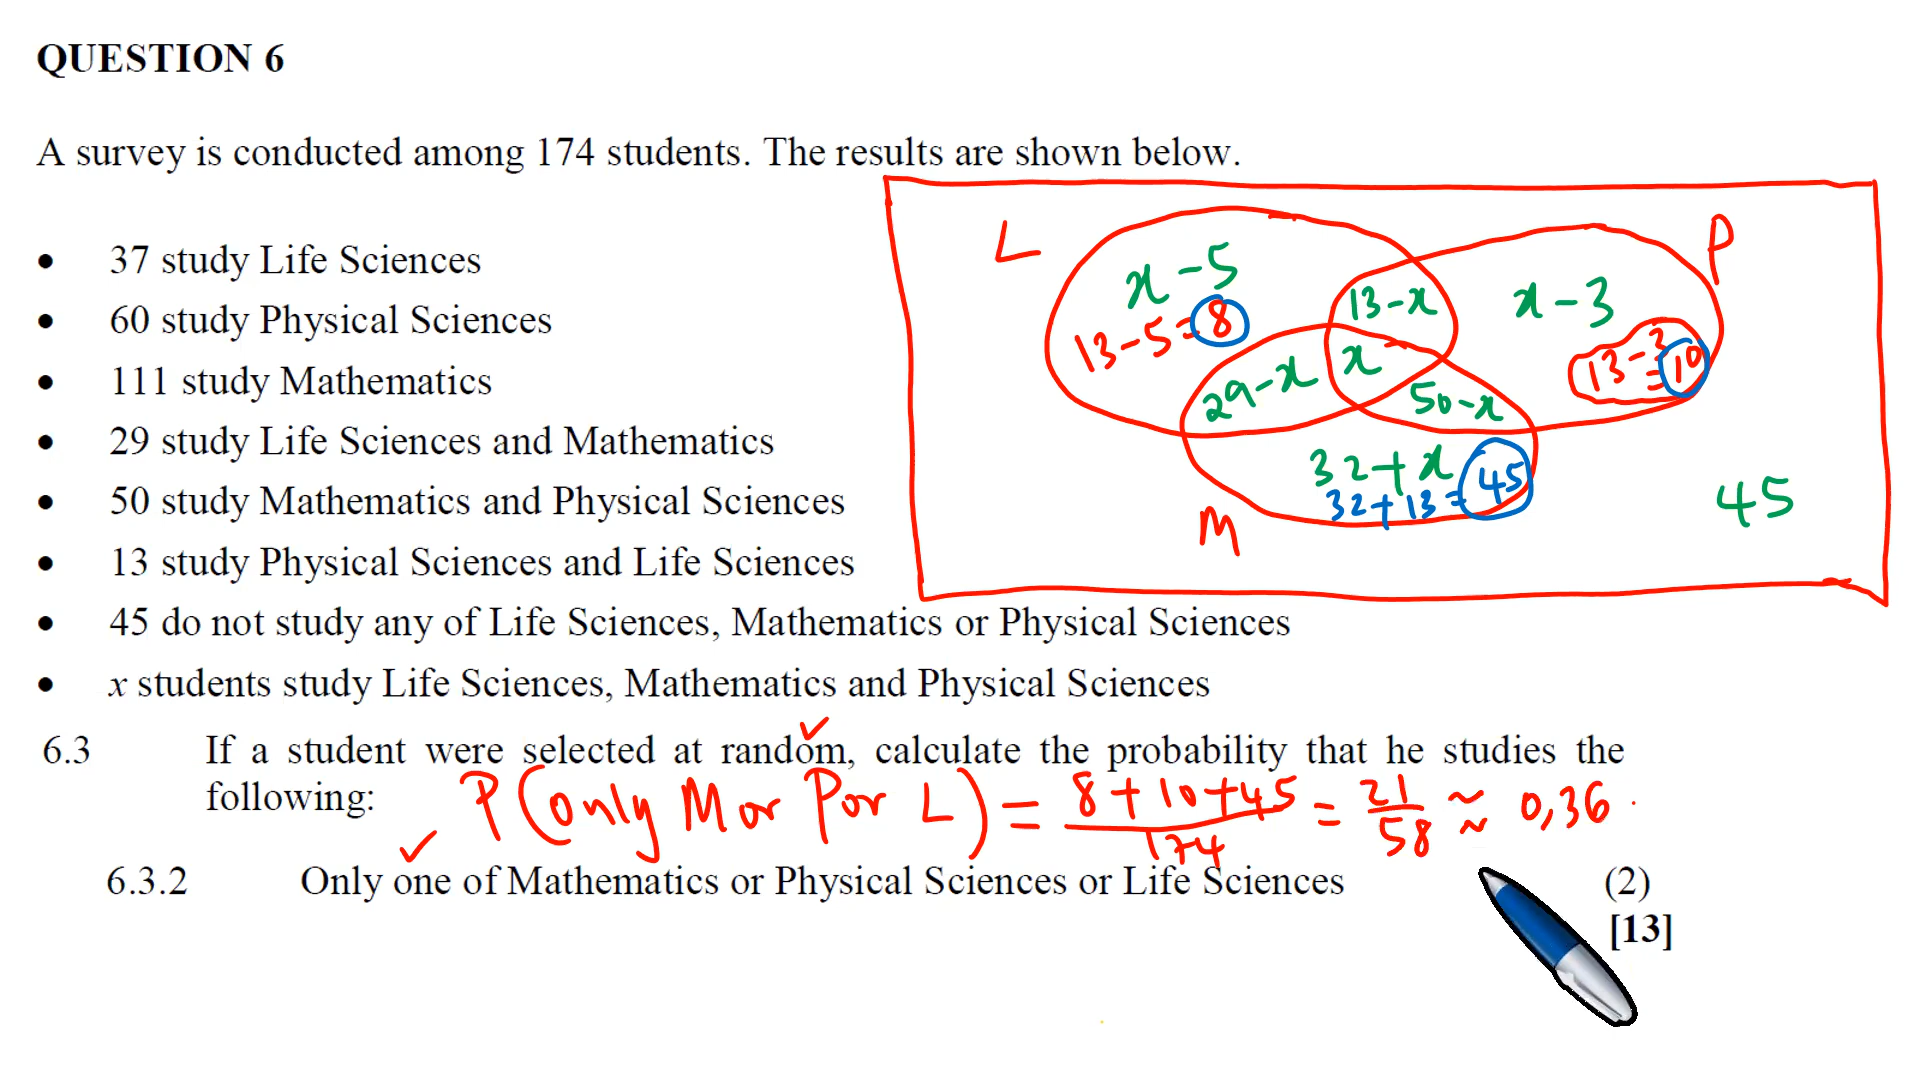 QUESTION 6
A survey is conducted among 174 students. The results are shown below.
• 37 study Life Sciences
• 60 study Physical Sciences
• 111 study Mathematics
• 29 study Life Sciences and Mathematics
• 50 study Mathematics and Physical Sciences
• 13 study Physical Sciences and Life Sciences
• 45 do not study any of Life Sciences, Mathematics or Physical Sciences
• x students study Life Sciences, Mathematics and Physical Sciences
L
P
x - 5
13 - 5 = 8
13 - x
x - 3
13 - 3
= 10
29 - x
x
50 - x
32 + x
32 + 13 = 45
M
45
6.3 If a student were selected at random, calculate the probability that he studies the
following:
P(only M or P or L) = 8 + 10 + 45 / 174 = 21/58 ≈ 0,36.
6.3.2 Only one of Mathematics or Physical Sciences or Life Sciences (2)
[13]